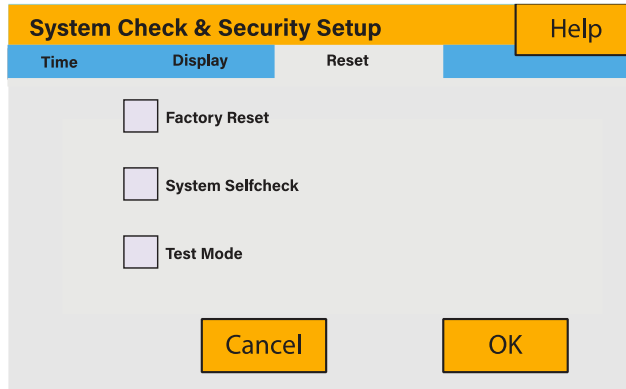 System Check & Security Setup
Help
Time
Display
Reset
Factory Reset
System Selfcheck
Test Mode
Cancel
OK